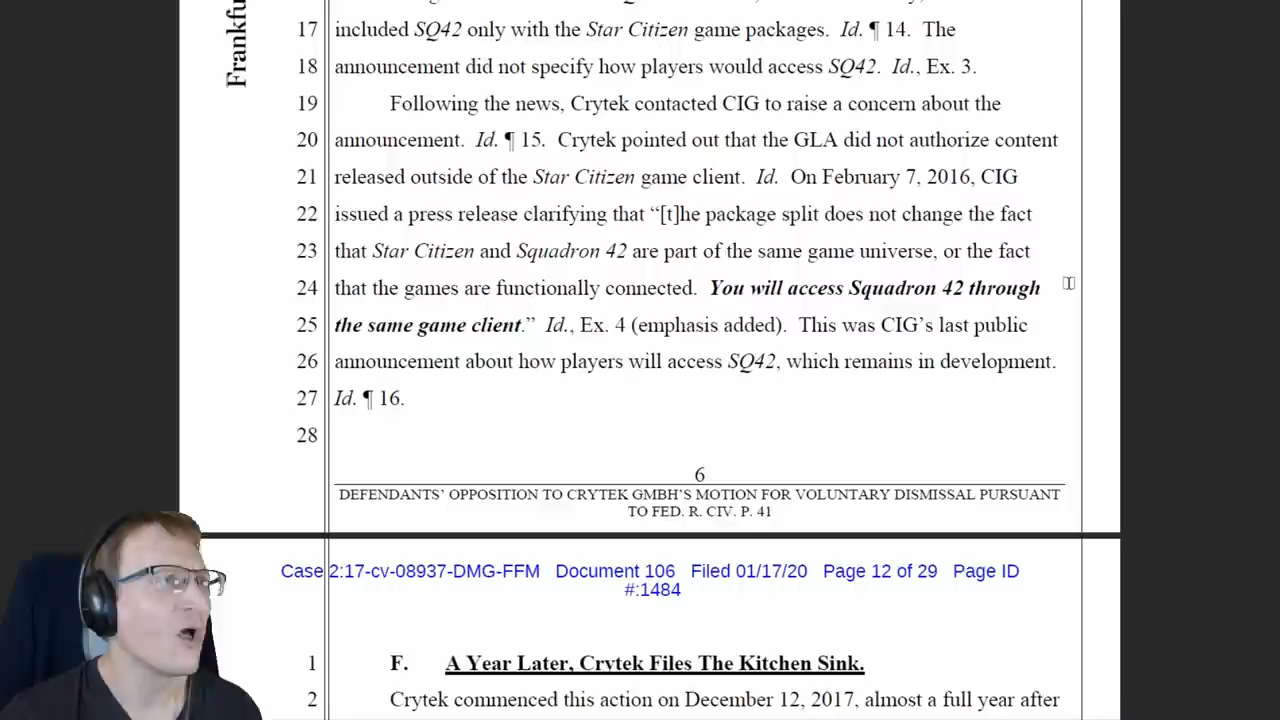 Frankfu
17 included SQ42 only with the Star Citizen game packages. Id. ¶ 14. The
18 announcement did not specify how players would access SQ42. Id., Ex. 3.
19 Following the news, Crytek contacted CIG to raise a concern about the
20 announcement. Id. ¶ 15. Crytek pointed out that the GLA did not authorize content
21 released outside of the Star Citizen game client. Id. On February 7, 2016, CIG
22 issued a press release clarifying that “[t]he package split does not change the fact
23 that Star Citizen and Squadron 42 are part of the same game universe, or the fact
24 that the games are functionally connected. You will access Squadron 42 through
25 the same game client.” Id., Ex. 4 (emphasis added). This was CIG’s last public
26 announcement about how players will access SQ42, which remains in development.
27 Id. ¶ 16.
28
6
DEFENDANTS’ OPPOSITION TO CRYTEK GMBH’S MOTION FOR VOLUNTARY DISMISSAL PURSUANT
TO FED. R. CIV. P. 41
Case 2:17-cv-08937-DMG-FFM Document 106 Filed 01/17/20 Page 12 of 29 Page ID
#:1484
1 F. A Year Later, Crytek Files The Kitchen Sink.
2 Crytek commenced this action on December 12, 2017, almost a full year after